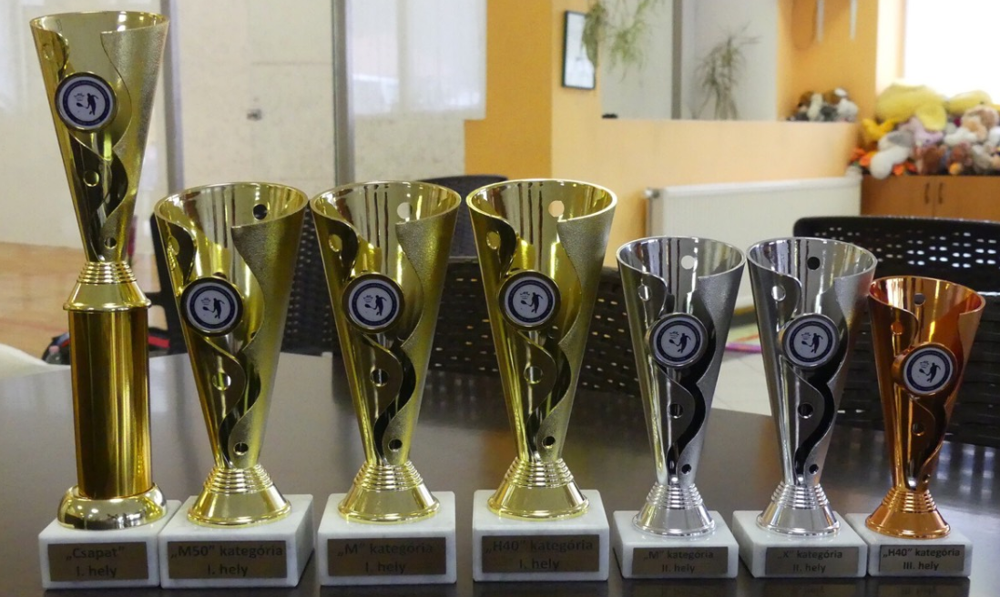 „Csapat"
I. hely
„M50" kategória
I. hely
„M" kategória
I. hely
„H40" kategória
I. hely
„M" kategória
II. hely
„K" kategória
II. hely
„H40" kategória
III. hely